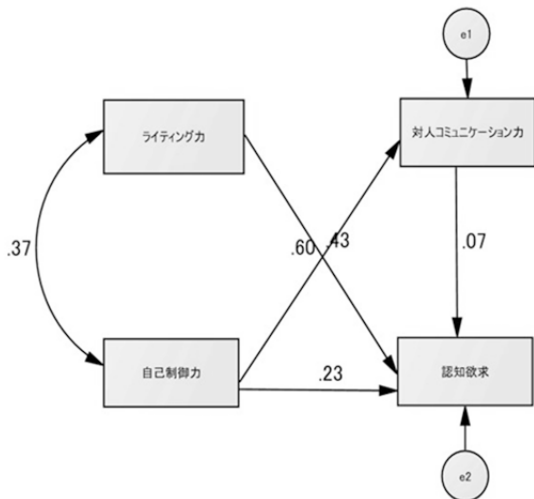 e1
ライティング力
対人コミュニケーション力
.37
.60
.43
.07
自己制御力
.23
認知欲求
e2